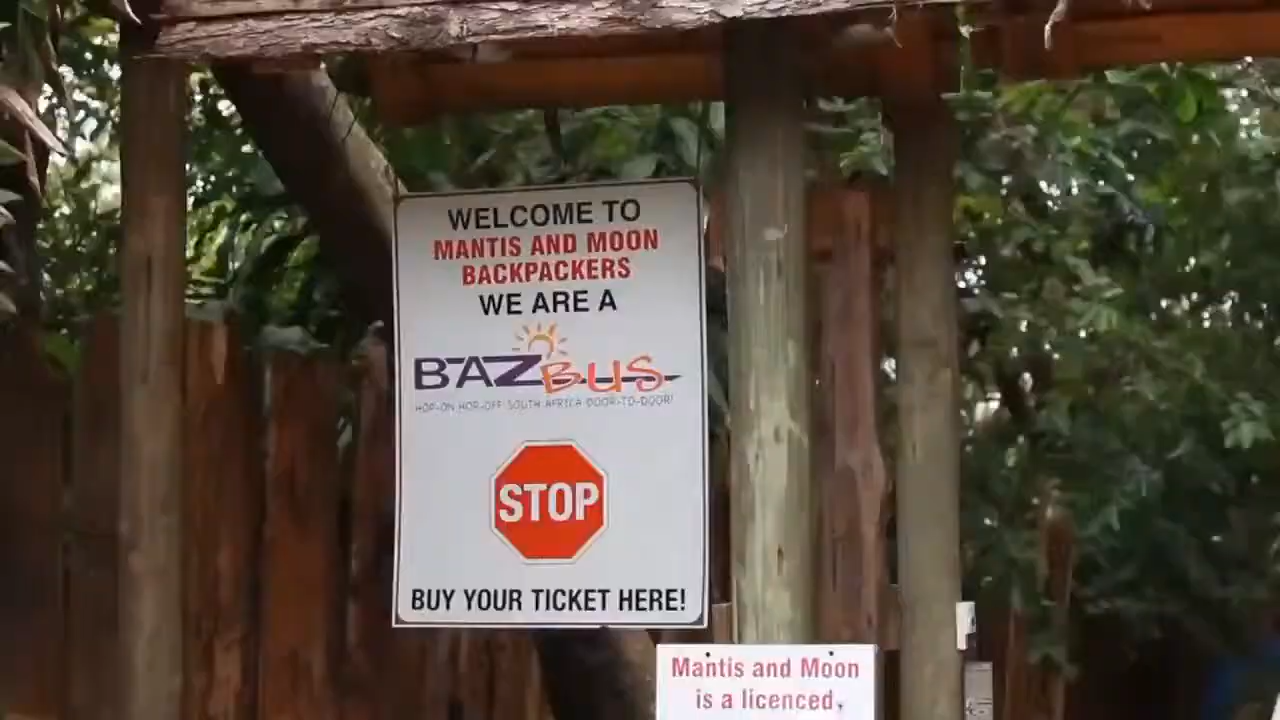 WELCOME TO
MANTIS AND MOON
BACKPACKERS
WE ARE A
BAZBUS
HOP-ON HOP-OFF SOUTH AFRICA DOOR-TO-DOOR!
STOP
BUY YOUR TICKET HERE!
Mantis and Moon
is a licenced,